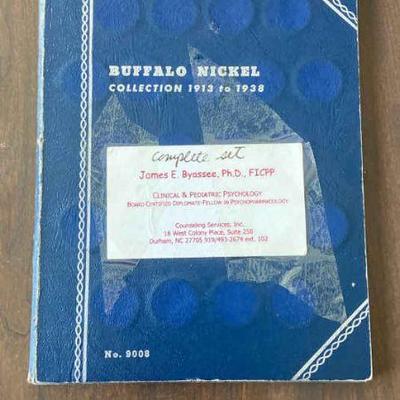 BUFFALO NICKEL
COLLECTION 1913 to 1938
complete set
James E. Byassee, Ph.D., FICPP
CLINICAL & PEDIATRIC PSYCHOLOGY
BOARD CERTIFIED DIPLOMATE-FELLOW IN PSYCHOPHARMACOLOGY
Counseling Services, Inc.
18 West Colony Place, Suite 250
Durham, NC 27705 919/493-2674 ext. 102
No. 9008